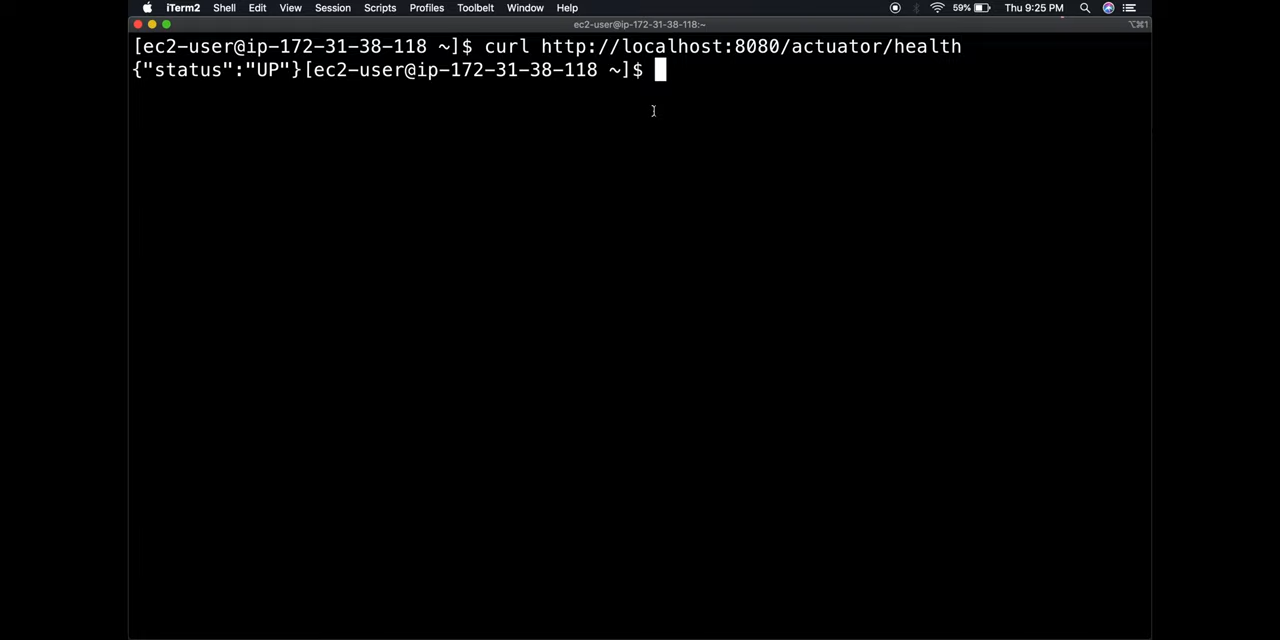 iTerm2 Shell Edit View Session Scripts Profiles Toolbelt Window Help 59% Thu 9:25 PM
ec2-user@ip-172-31-38-118:~ ⌥⌘1
[ec2-user@ip-172-31-38-118 ~]$ curl http://localhost:8080/actuator/health
{"status":"UP"}[ec2-user@ip-172-31-38-118 ~]$